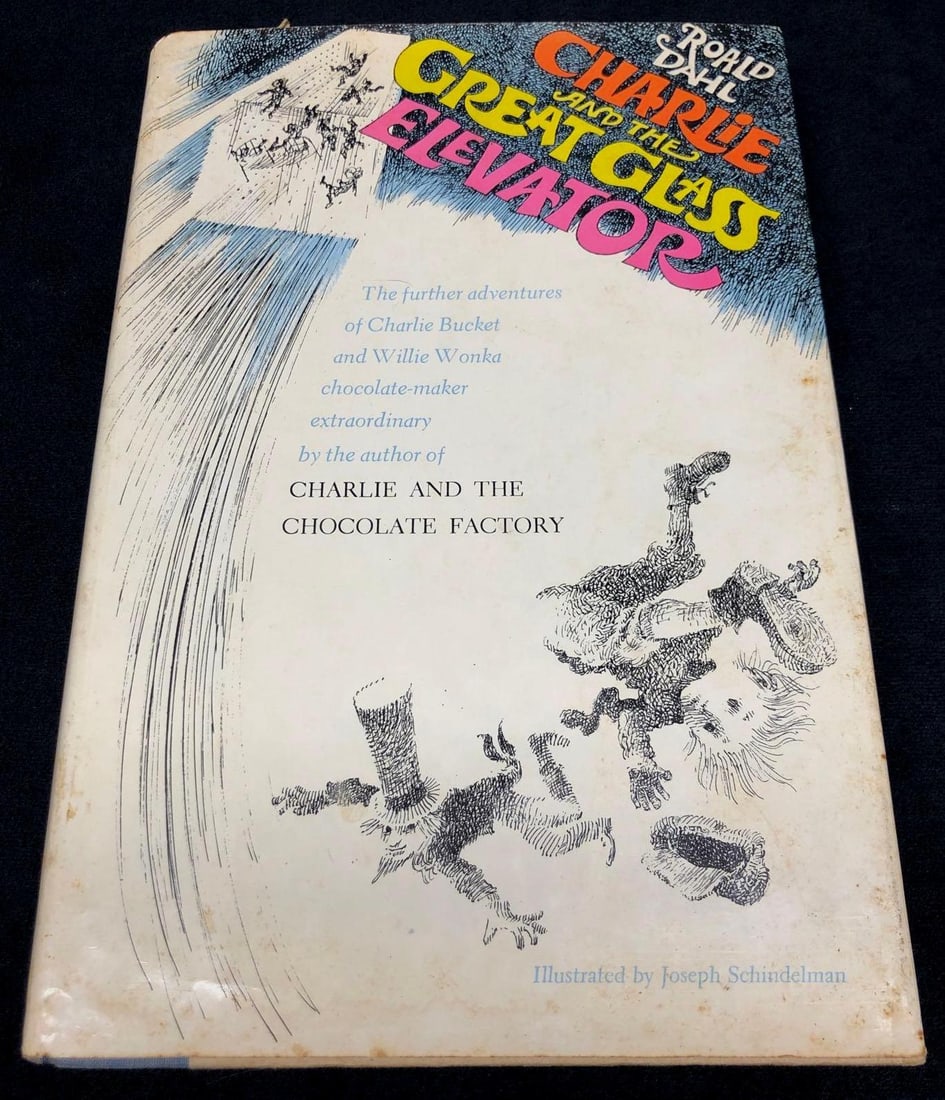 ROALD
DAHL
CHARLiE
AND THE
GREAT GLASS
ELEVATOR
The further adventures
of Charlie Bucket
and Willie Wonka
chocolate-maker
extraordinary
by the author of
CHARLIE AND THE
CHOCOLATE FACTORY
Illustrated by Joseph Schindelman